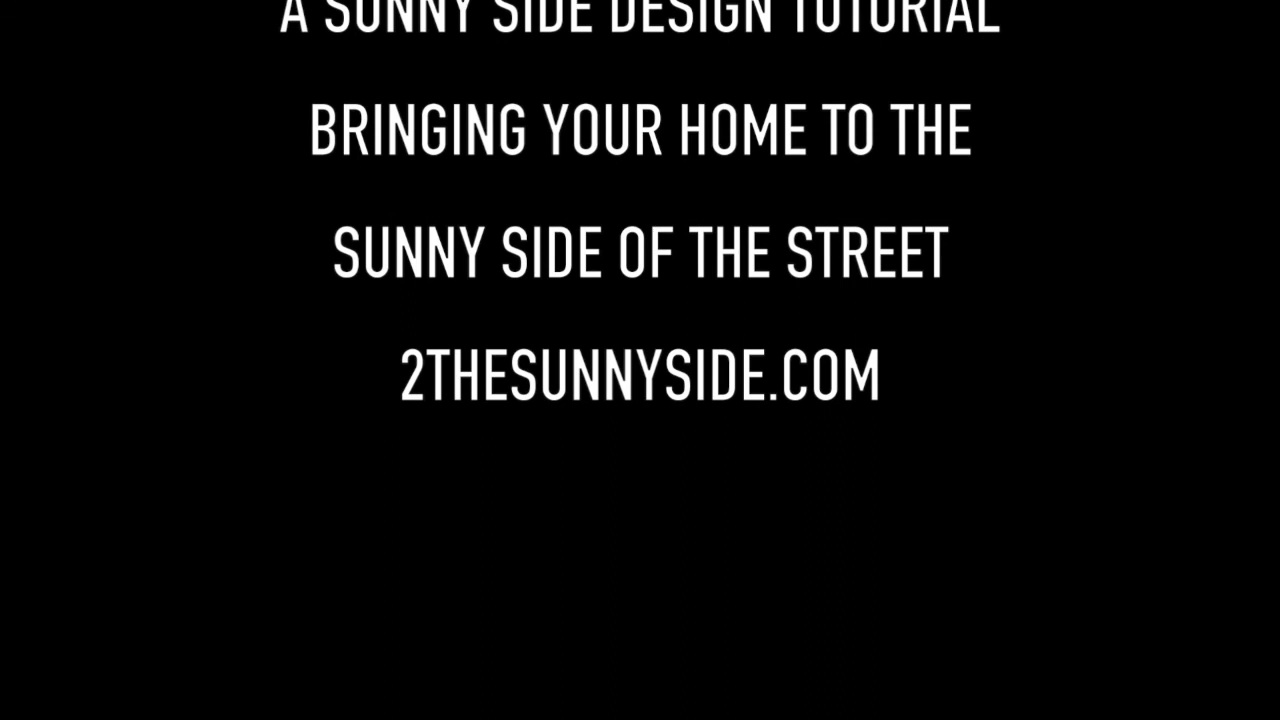 A SUNNY SIDE DESIGN TUTORIAL
BRINGING YOUR HOME TO THE
SUNNY SIDE OF THE STREET
2THESUNNYSIDE.COM